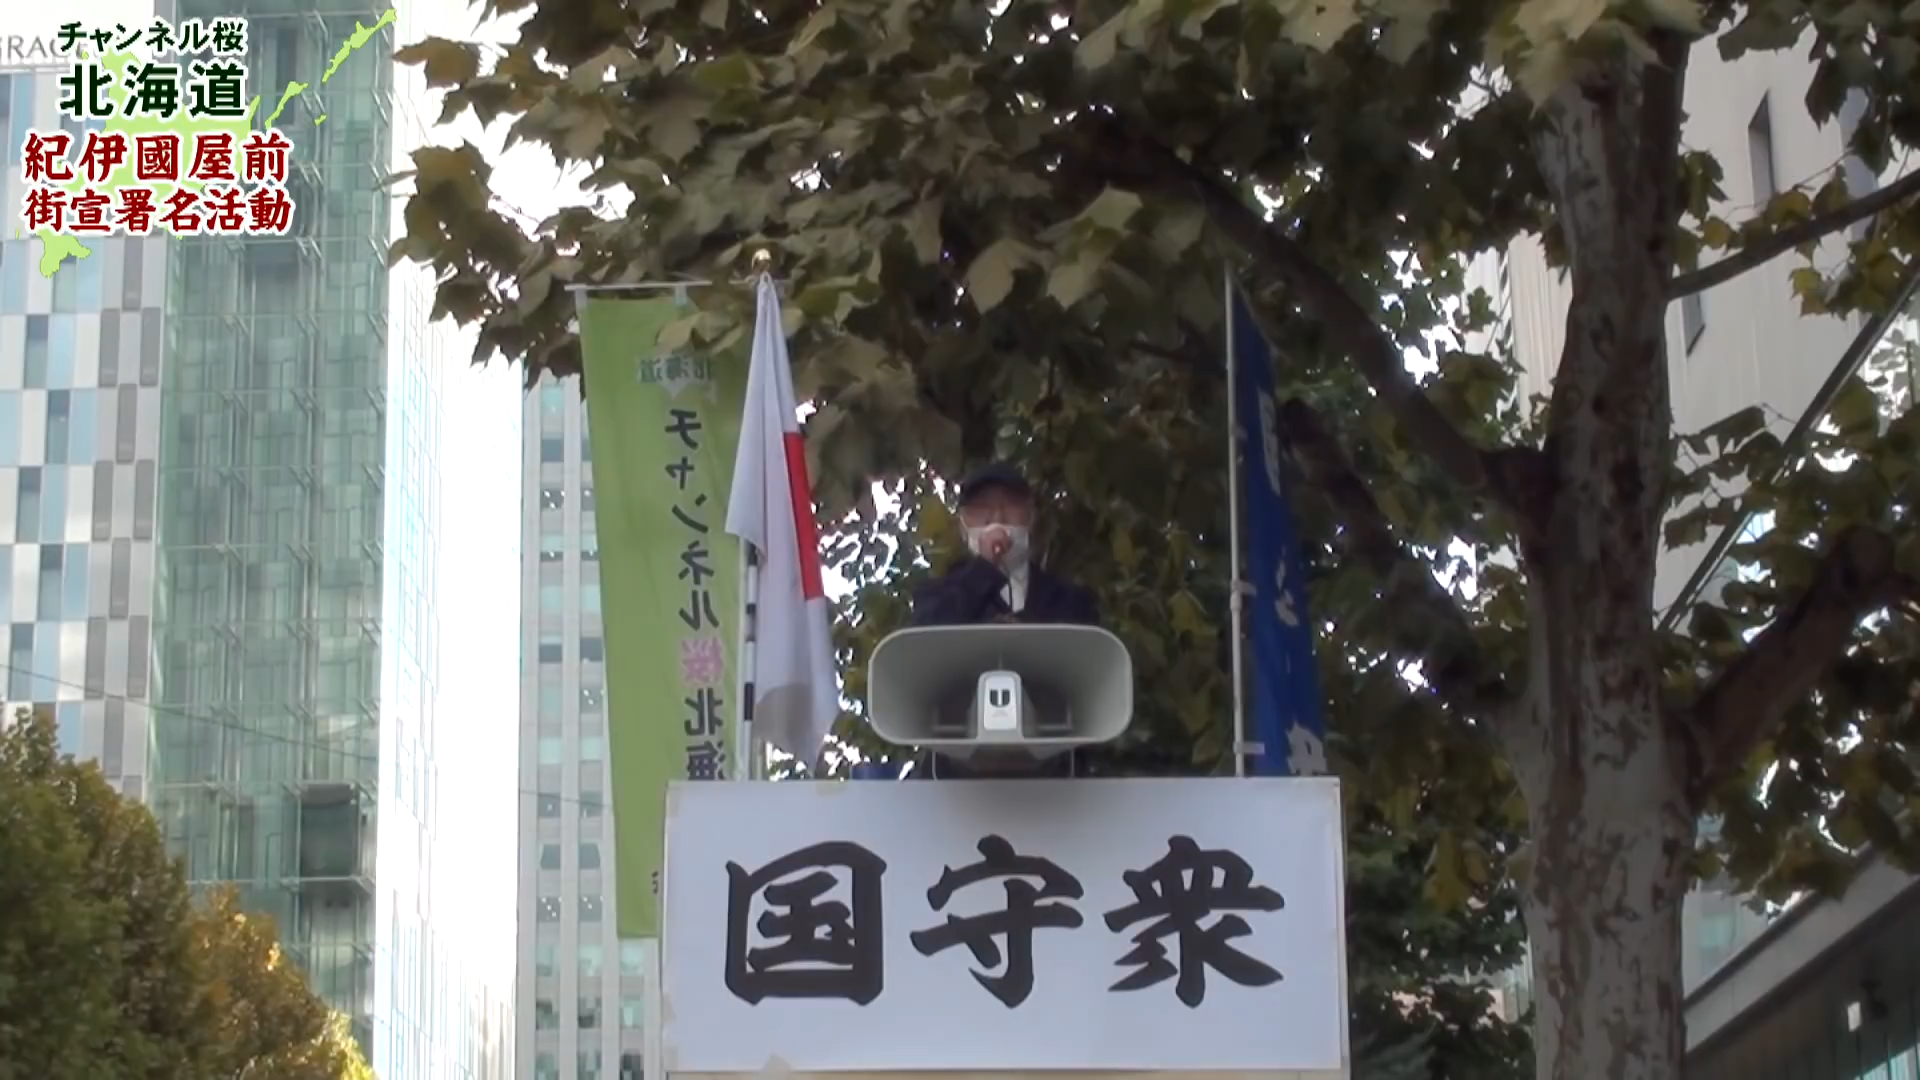 チャンネル桜
北海道
紀伊國屋前
街宣署名活動
北海道
チャンネル桜北海
U
国守衆